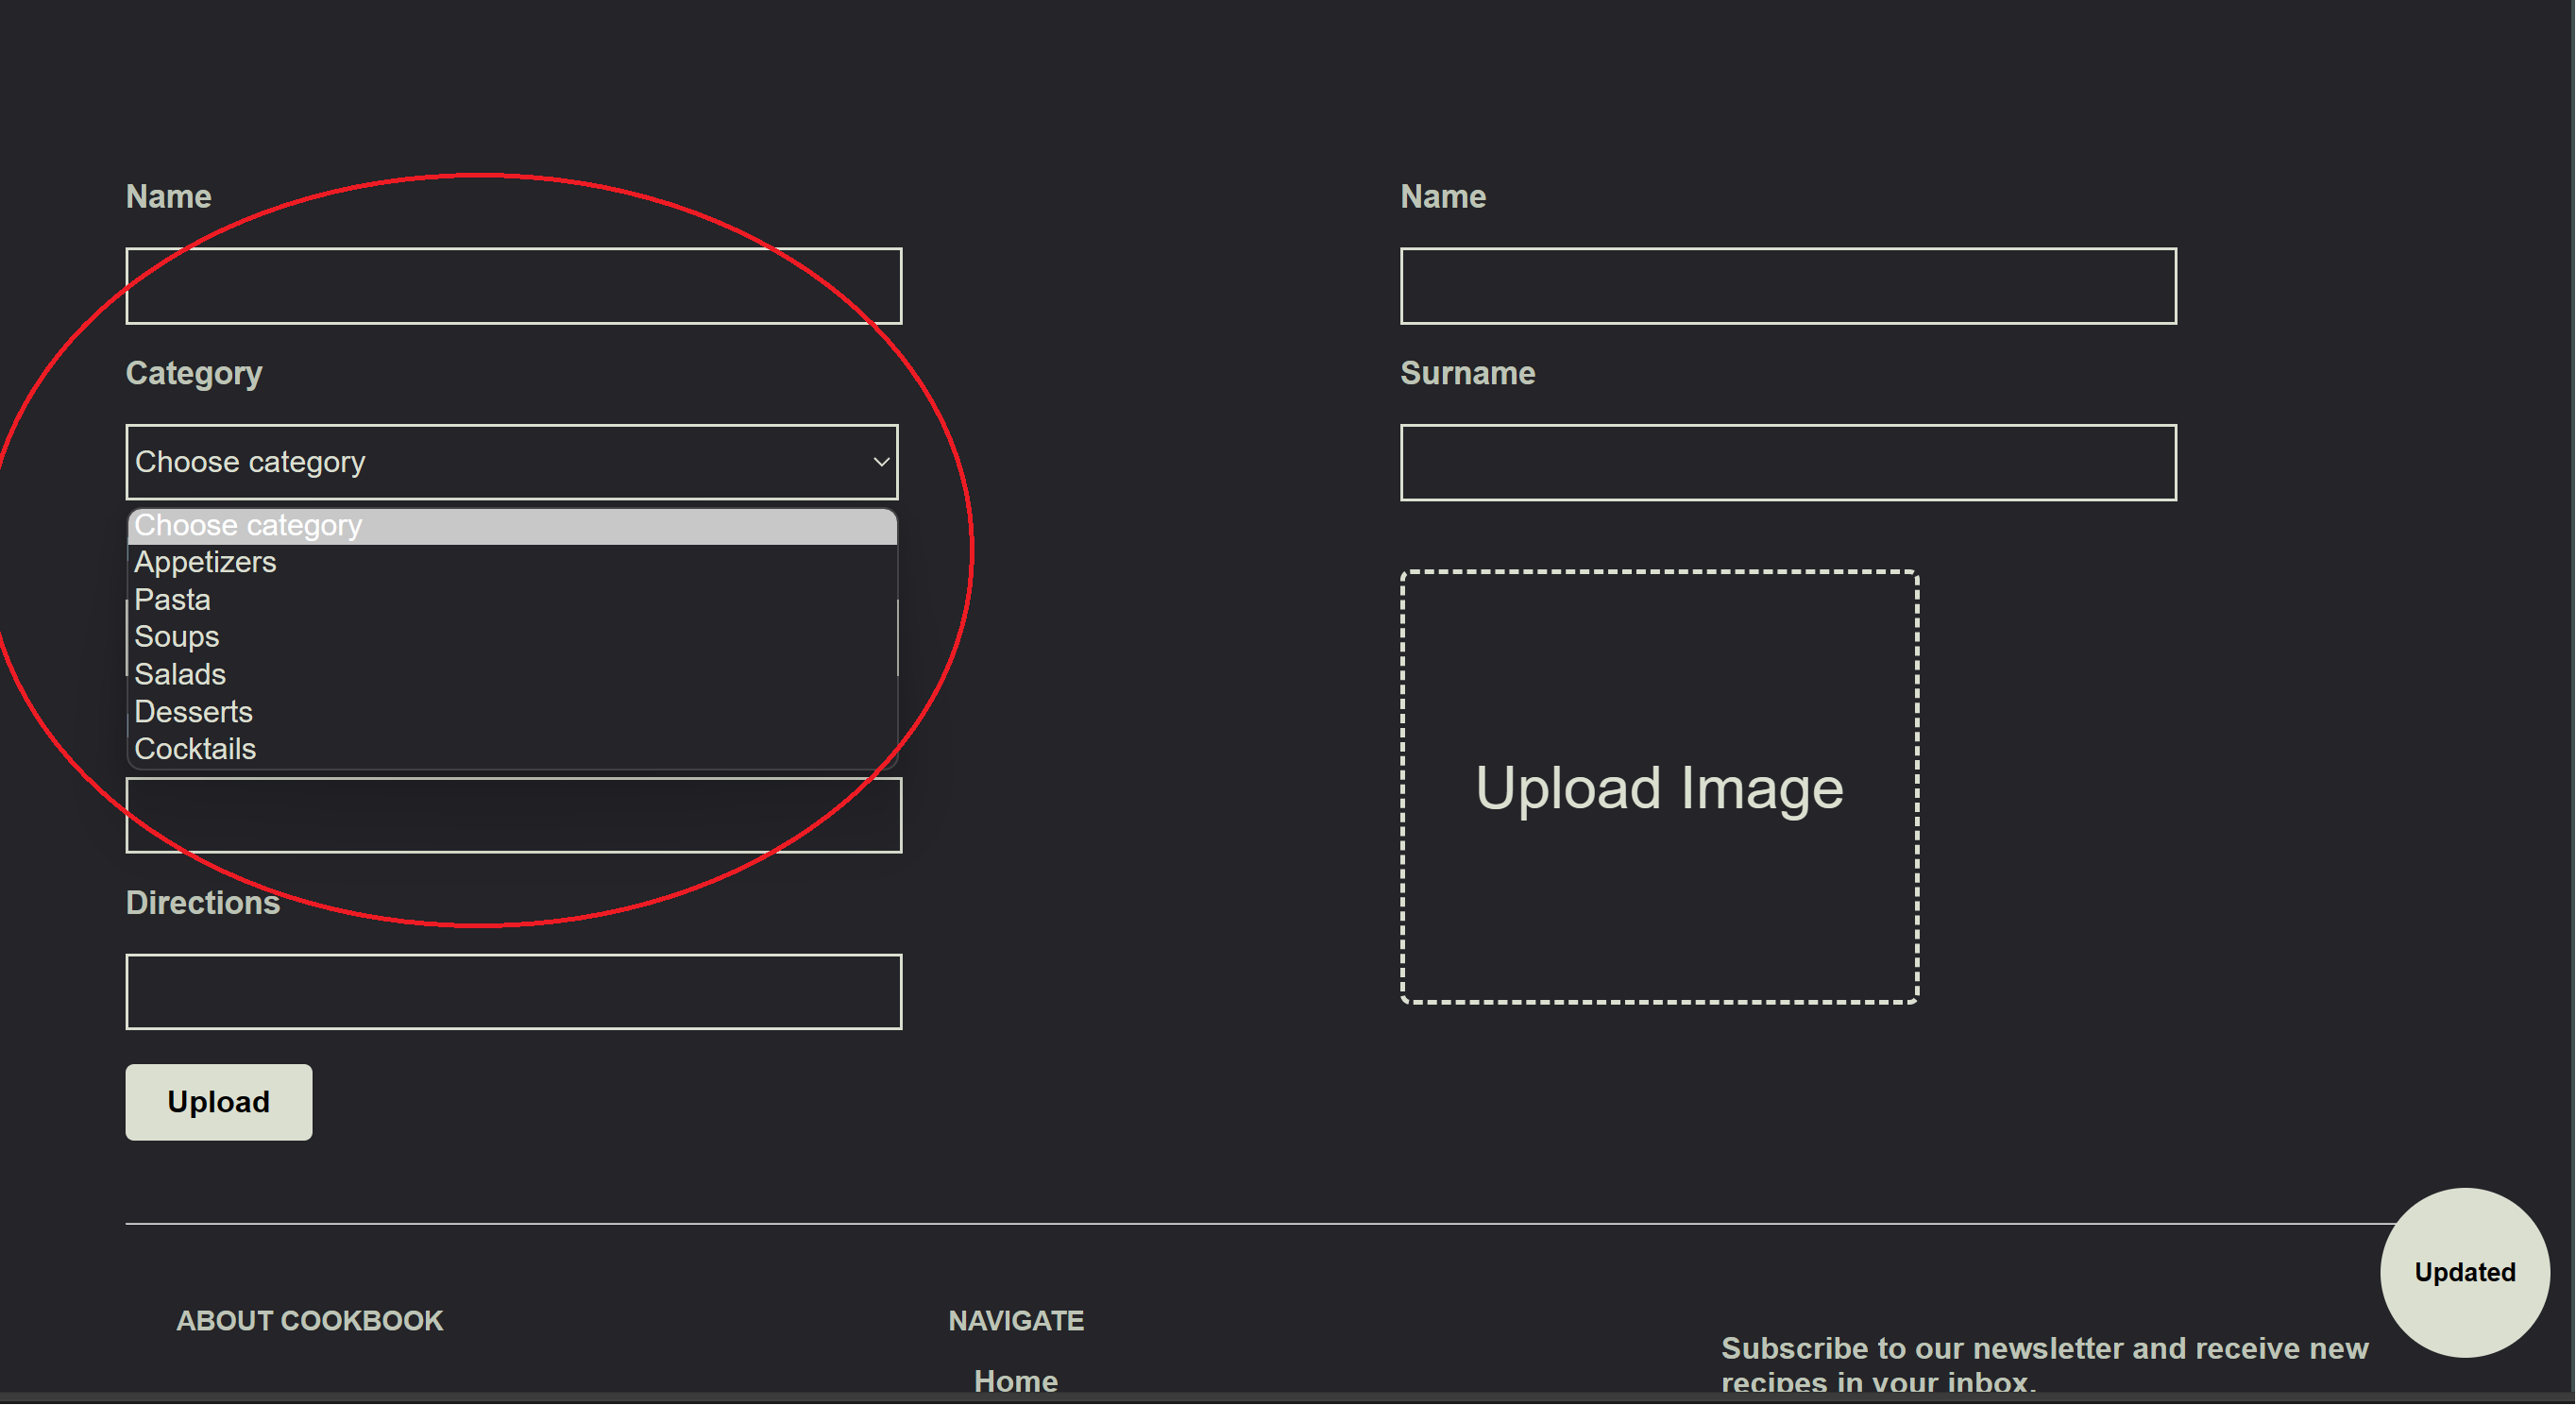 Name
Category
Choose category
Choose category
Appetizers
Pasta
Soups
Salads
Desserts
Cocktails
Directions
Upload
Name
Surname
Upload Image
Updated
ABOUT COOKBOOK
NAVIGATE
Home
Subscribe to our newsletter and receive new
recipes in your inbox.